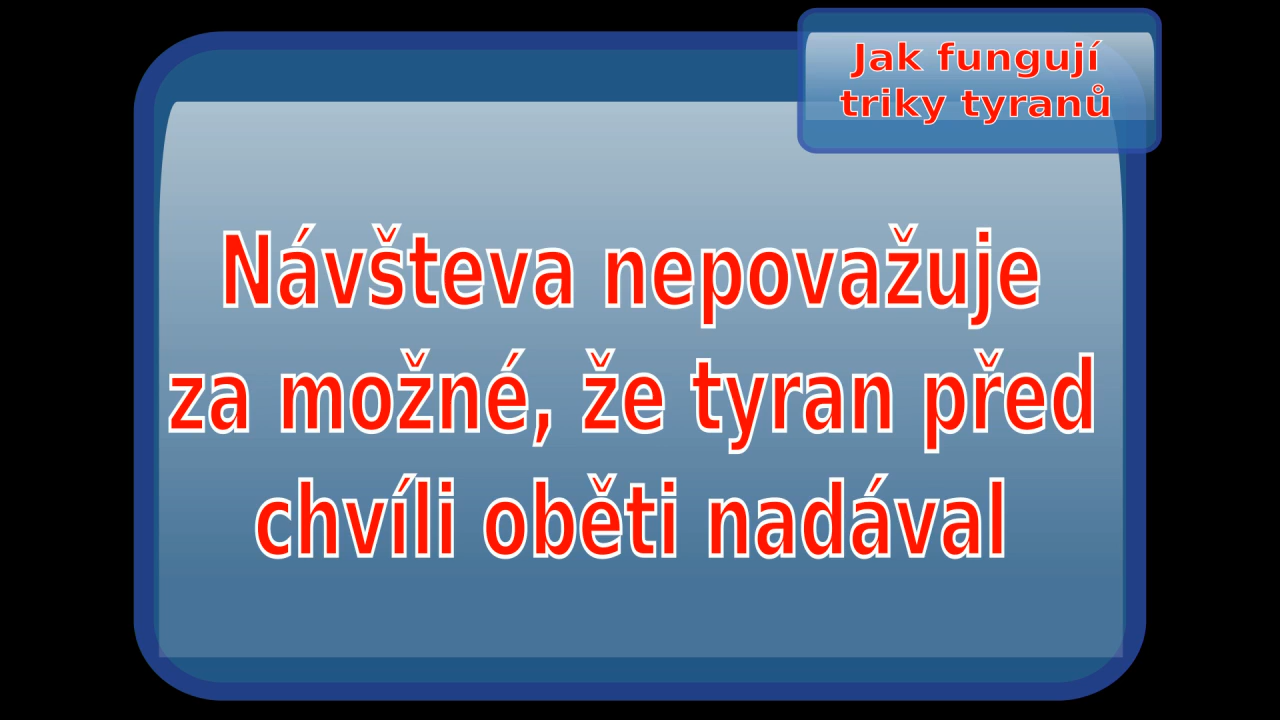 Jak fungují
triky tyranů
Návšteva nepovažuje
za možné, že tyran před
chvíli oběti nadával